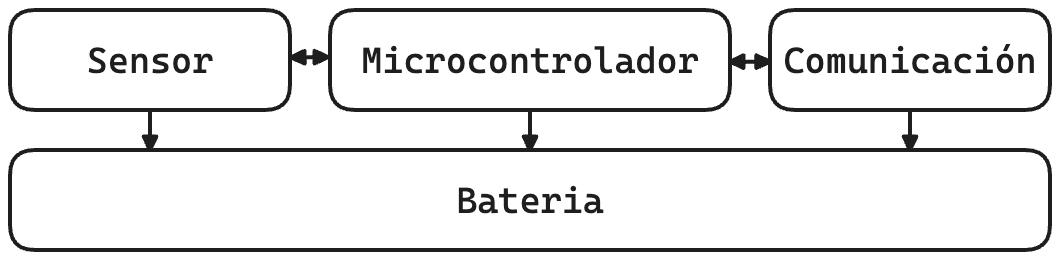 Sensor
Microcontrolador
Comunicación
Bateria